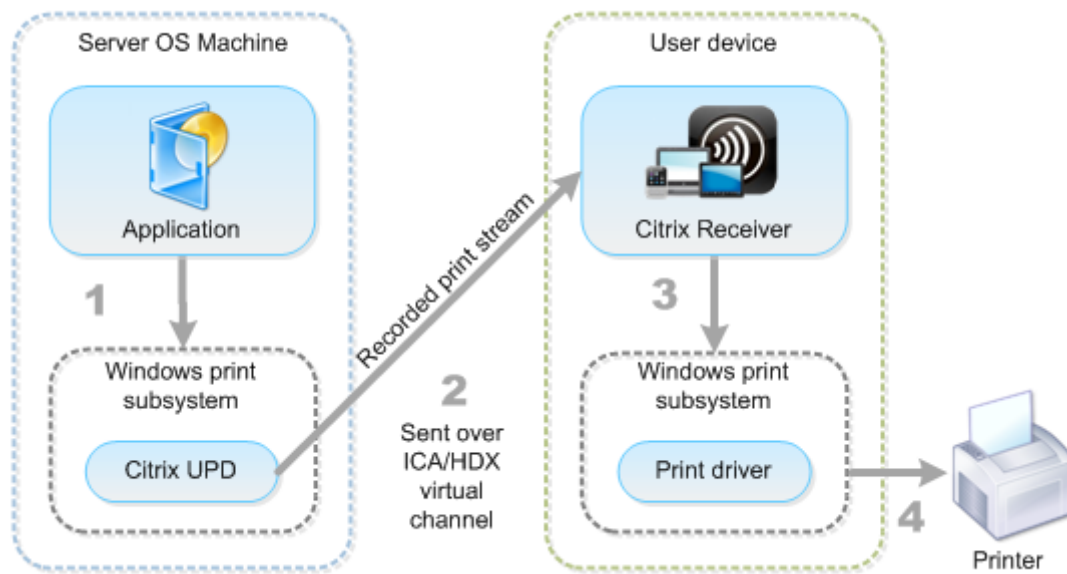 Server OS Machine
Application
1
Windows print
subsystem
Citrix UPD
Recorded print stream
2
Sent over
ICA/HDX
virtual
channel
User device
Citrix Receiver
3
Windows print
subsystem
Print driver
4
Printer